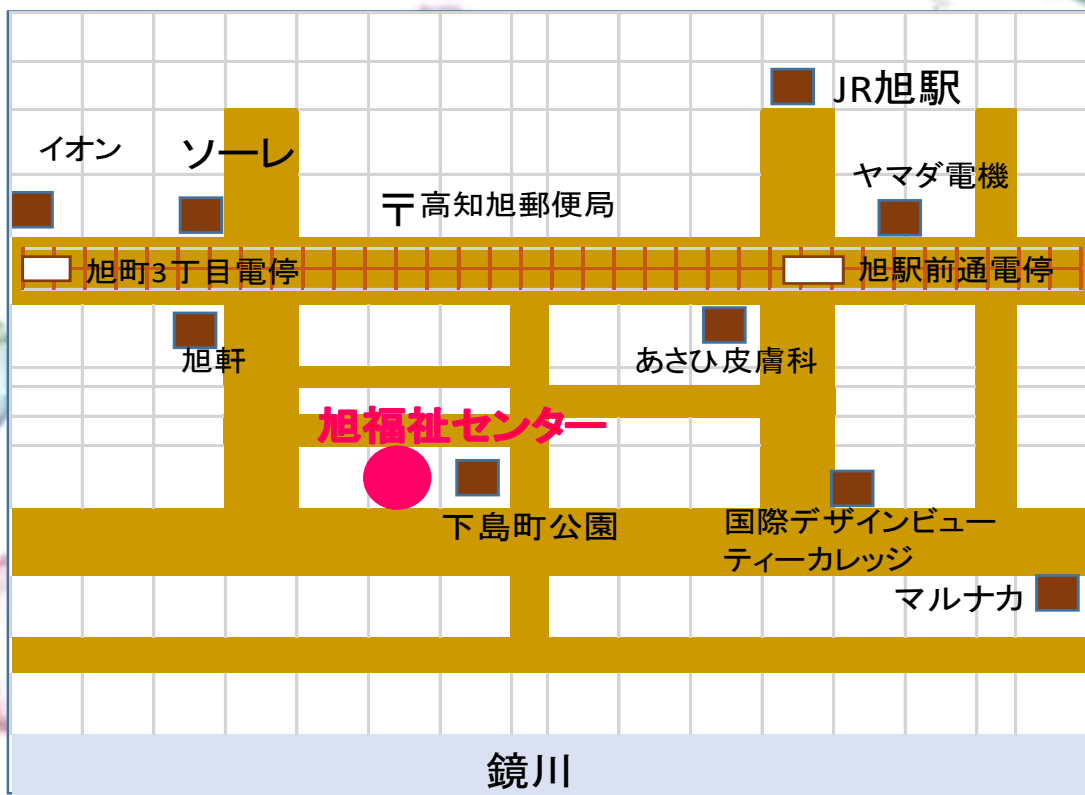 JR旭駅
イオン
ソーレ
ヤマダ電機
〒高知旭郵便局
旭町3丁目電停
旭駅前通電停
旭軒
あさひ皮膚科
旭福祉センター
下島町公園
国際デザインビュー
ティーカレッジ
マルナカ
鏡川